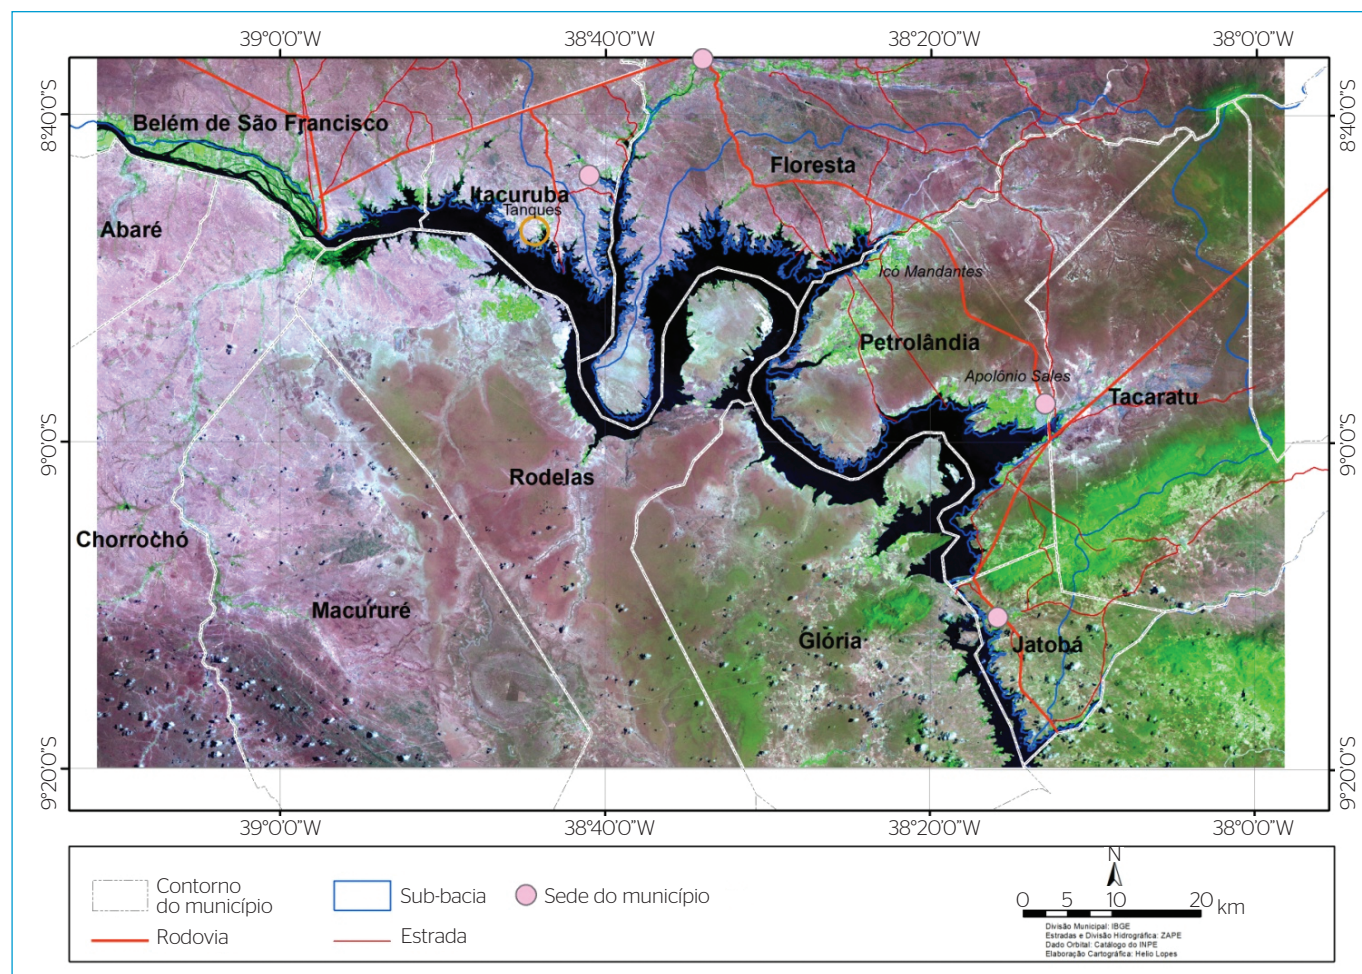 39°0'0"W
38°40'0"W
38°20'0"W
38°0'0"W
8°40'0"S
8°40'0"S
Belém de São Francisco
Floresta
Itacuruba
Tanques
Abaré
Icó Mandantes
Petrolândia
Apolônio Sales
Tacaratu
9°0'0"S
9°0'0"S
Rodelas
Chorrochó
Macururé
Glória
Jatobá
9°20'0"S
9°20'0"S
39°0'0"W
38°40'0"W
38°20'0"W
38°0'0"W
Contorno
do município
Sub-bacia
Sede do município
Rodovia
Estrada
N
0 5 10 20 km
Divisão Municipal: IBGE
Estradas e Divisão Hidrográfica: ZAPE
Dado Orbital: Catálogo do INPE
Elaboração Cartográfica: Helio Lopes